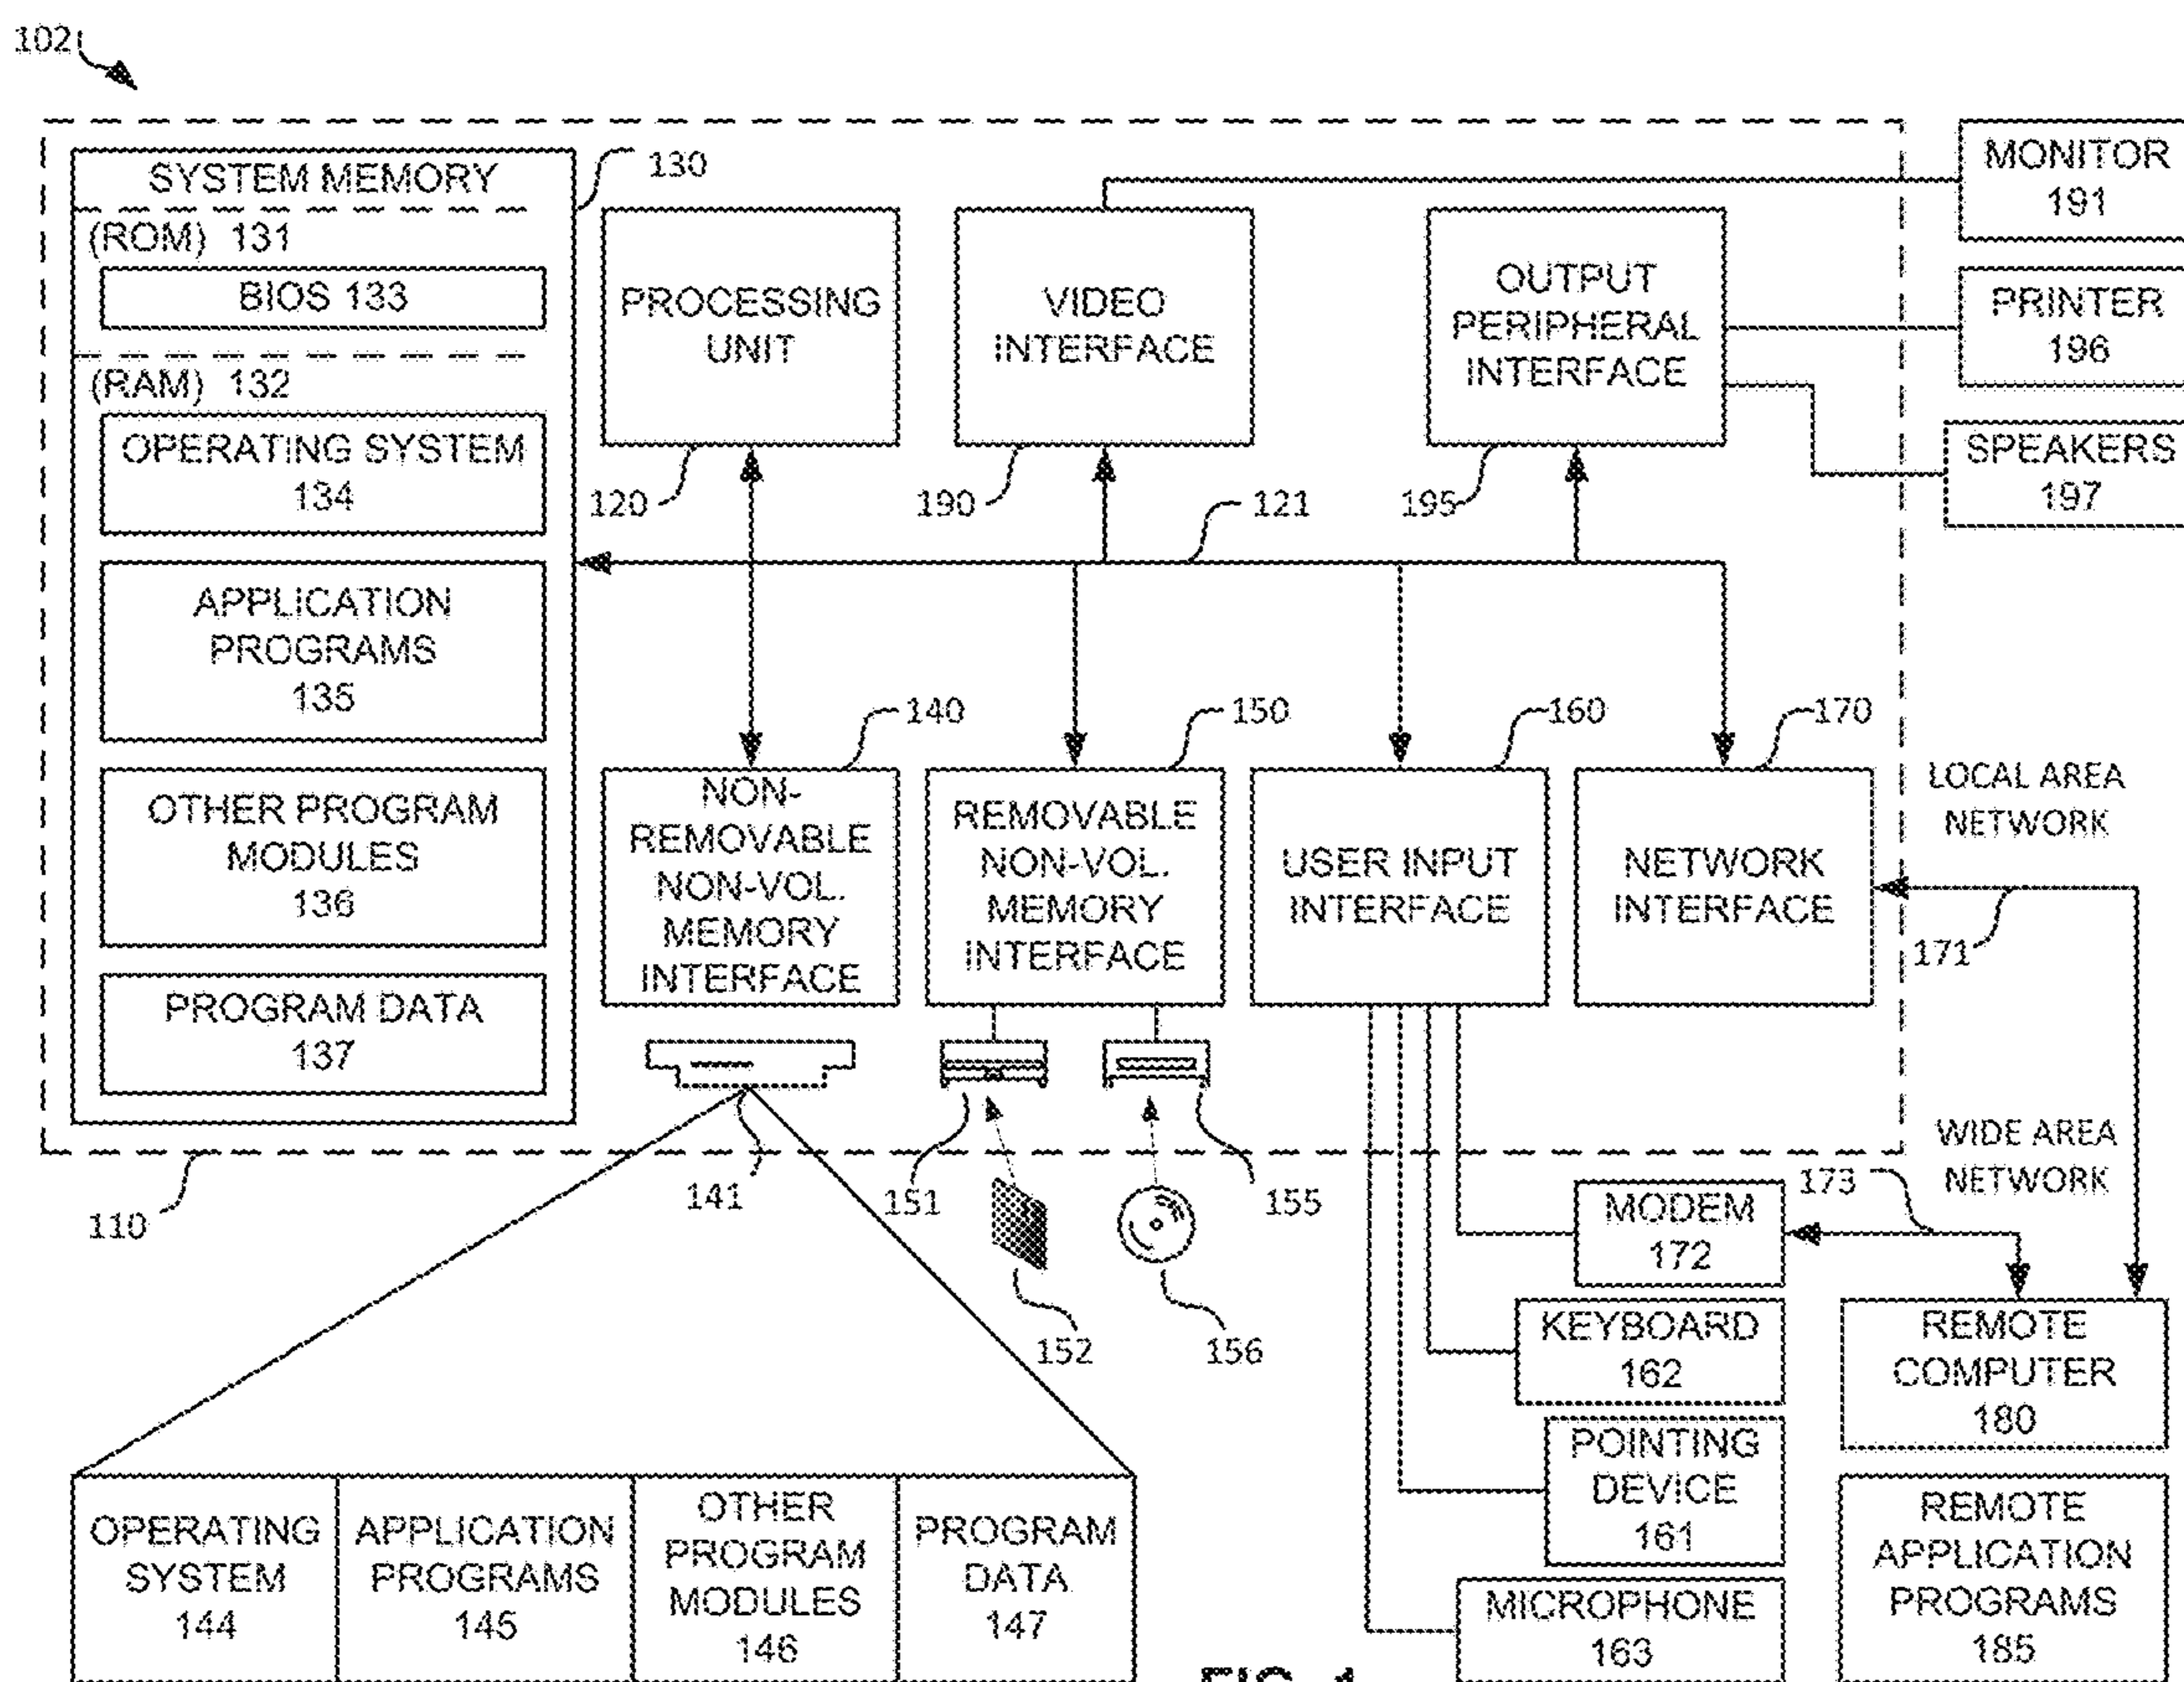 102
SYSTEM MEMORY
130
(ROM) 131
BIOS 133
(RAM) 132
OPERATING SYSTEM
134
APPLICATION
PROGRAMS
135
OTHER PROGRAM
MODULES
136
PROGRAM DATA
137
110
PROCESSING
UNIT
120
VIDEO
INTERFACE
190
121
OUTPUT
PERIPHERAL
INTERFACE
195
MONITOR
191
PRINTER
196
SPEAKERS
197
140
NON-
REMOVABLE
NON-VOL.
MEMORY
INTERFACE
150
REMOVABLE
NON-VOL.
MEMORY
INTERFACE
160
USER INPUT
INTERFACE
170
NETWORK
INTERFACE
LOCAL AREA
NETWORK
171
141
151
155
152
156
WIDE AREA
NETWORK
173
MODEM
172
KEYBOARD
162
POINTING
DEVICE
161
MICROPHONE
163
REMOTE
COMPUTER
180
REMOTE
APPLICATION
PROGRAMS
185
OPERATING
SYSTEM
144
APPLICATION
PROGRAMS
145
OTHER
PROGRAM
MODULES
146
PROGRAM
DATA
147
FIG. 1